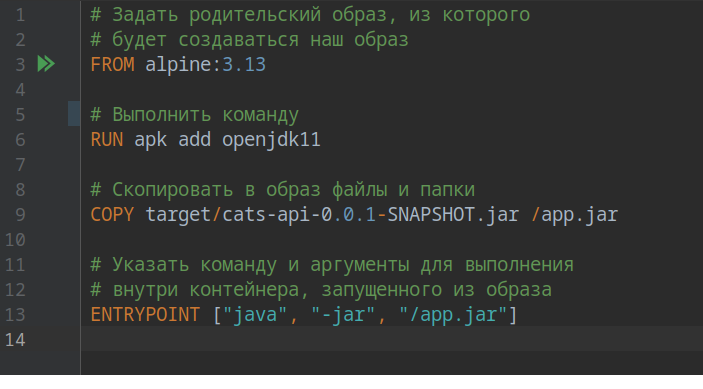 1 # Задать родительский образ, из которого
2 # будет создаваться наш образ
3 FROM alpine:3.13
4
5 # Выполнить команду
6 RUN apk add openjdk11
7
8 # Скопировать в образ файлы и папки
9 COPY target/cats-api-0.0.1-SNAPSHOT.jar /app.jar
10
11 # Указать команду и аргументы для выполнения
12 # внутри контейнера, запущенного из образа
13 ENTRYPOINT ["java", "-jar", "/app.jar"]
14